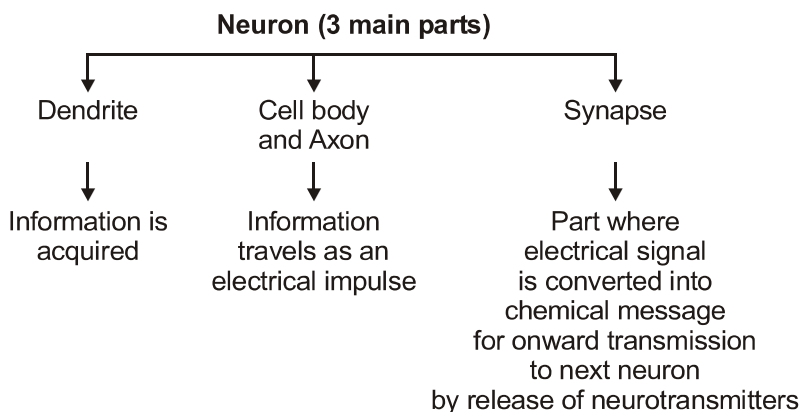 Neuron (3 main parts)
Dendrite
Cell body
and Axon
Synapse
Information is
acquired
Information
travels as an
electrical impulse
Part where
electrical signal
is converted into
chemical message
for onward transmission
to next neuron
by release of neurotransmitters